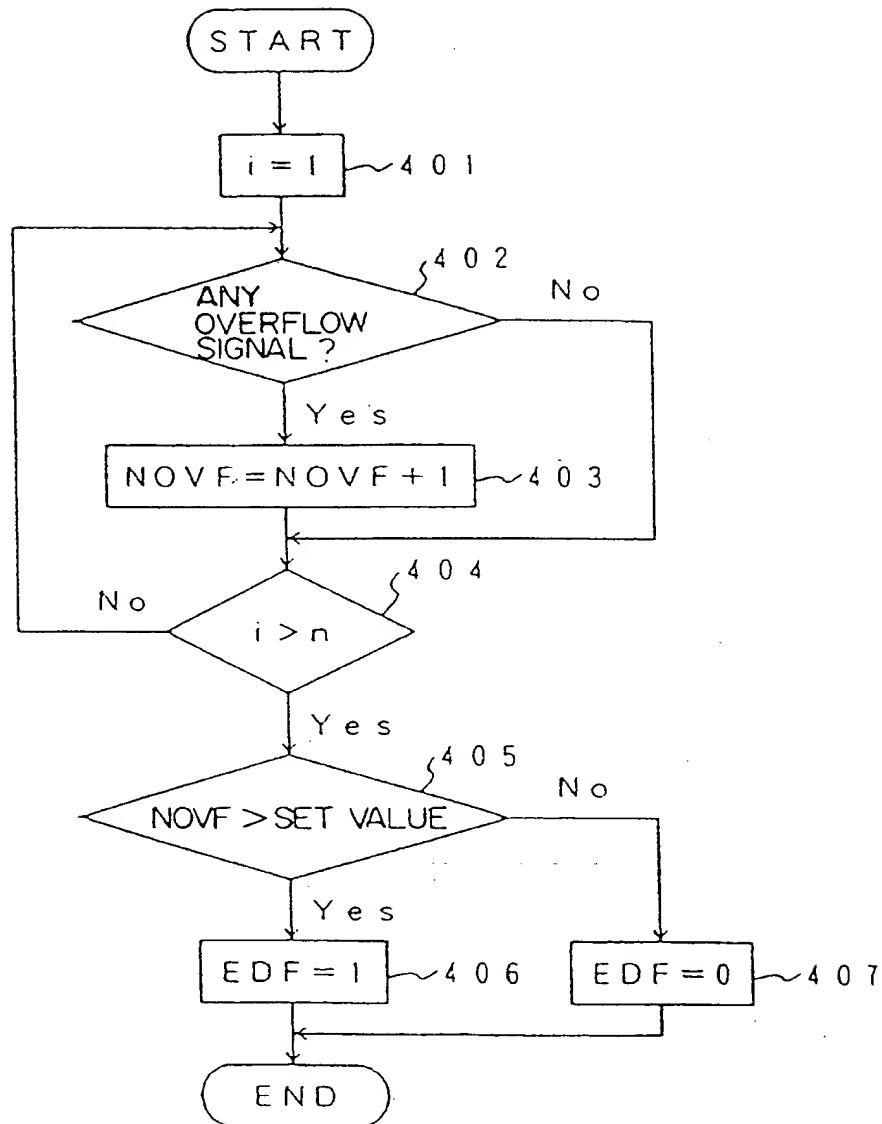 START
i = 1
401
402
ANY
OVERFLOW
SIGNAL ?
No
Yes
NOVF = NOVF + 1
403
404
No
i > n
Yes
405
NOVF > SET VALUE
No
Yes
EDF = 1
406
EDF = 0
407
END